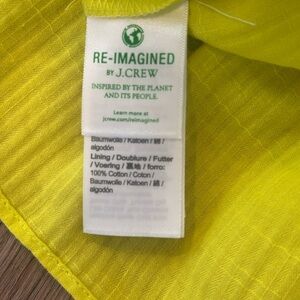 RE-IMAGINED
BY J.CREW
INSPIRED BY THE PLANET
AND ITS PEOPLE.
Learn more at
jcrew.com/reimagined
Baumwolle / Katoen / 綿 /
algodón
Lining / Doublure / Futter
/ Voering / 裏地 / forro:
100% Cotton / Coton /
Baumwolle / Katoen / 綿 /
algodón